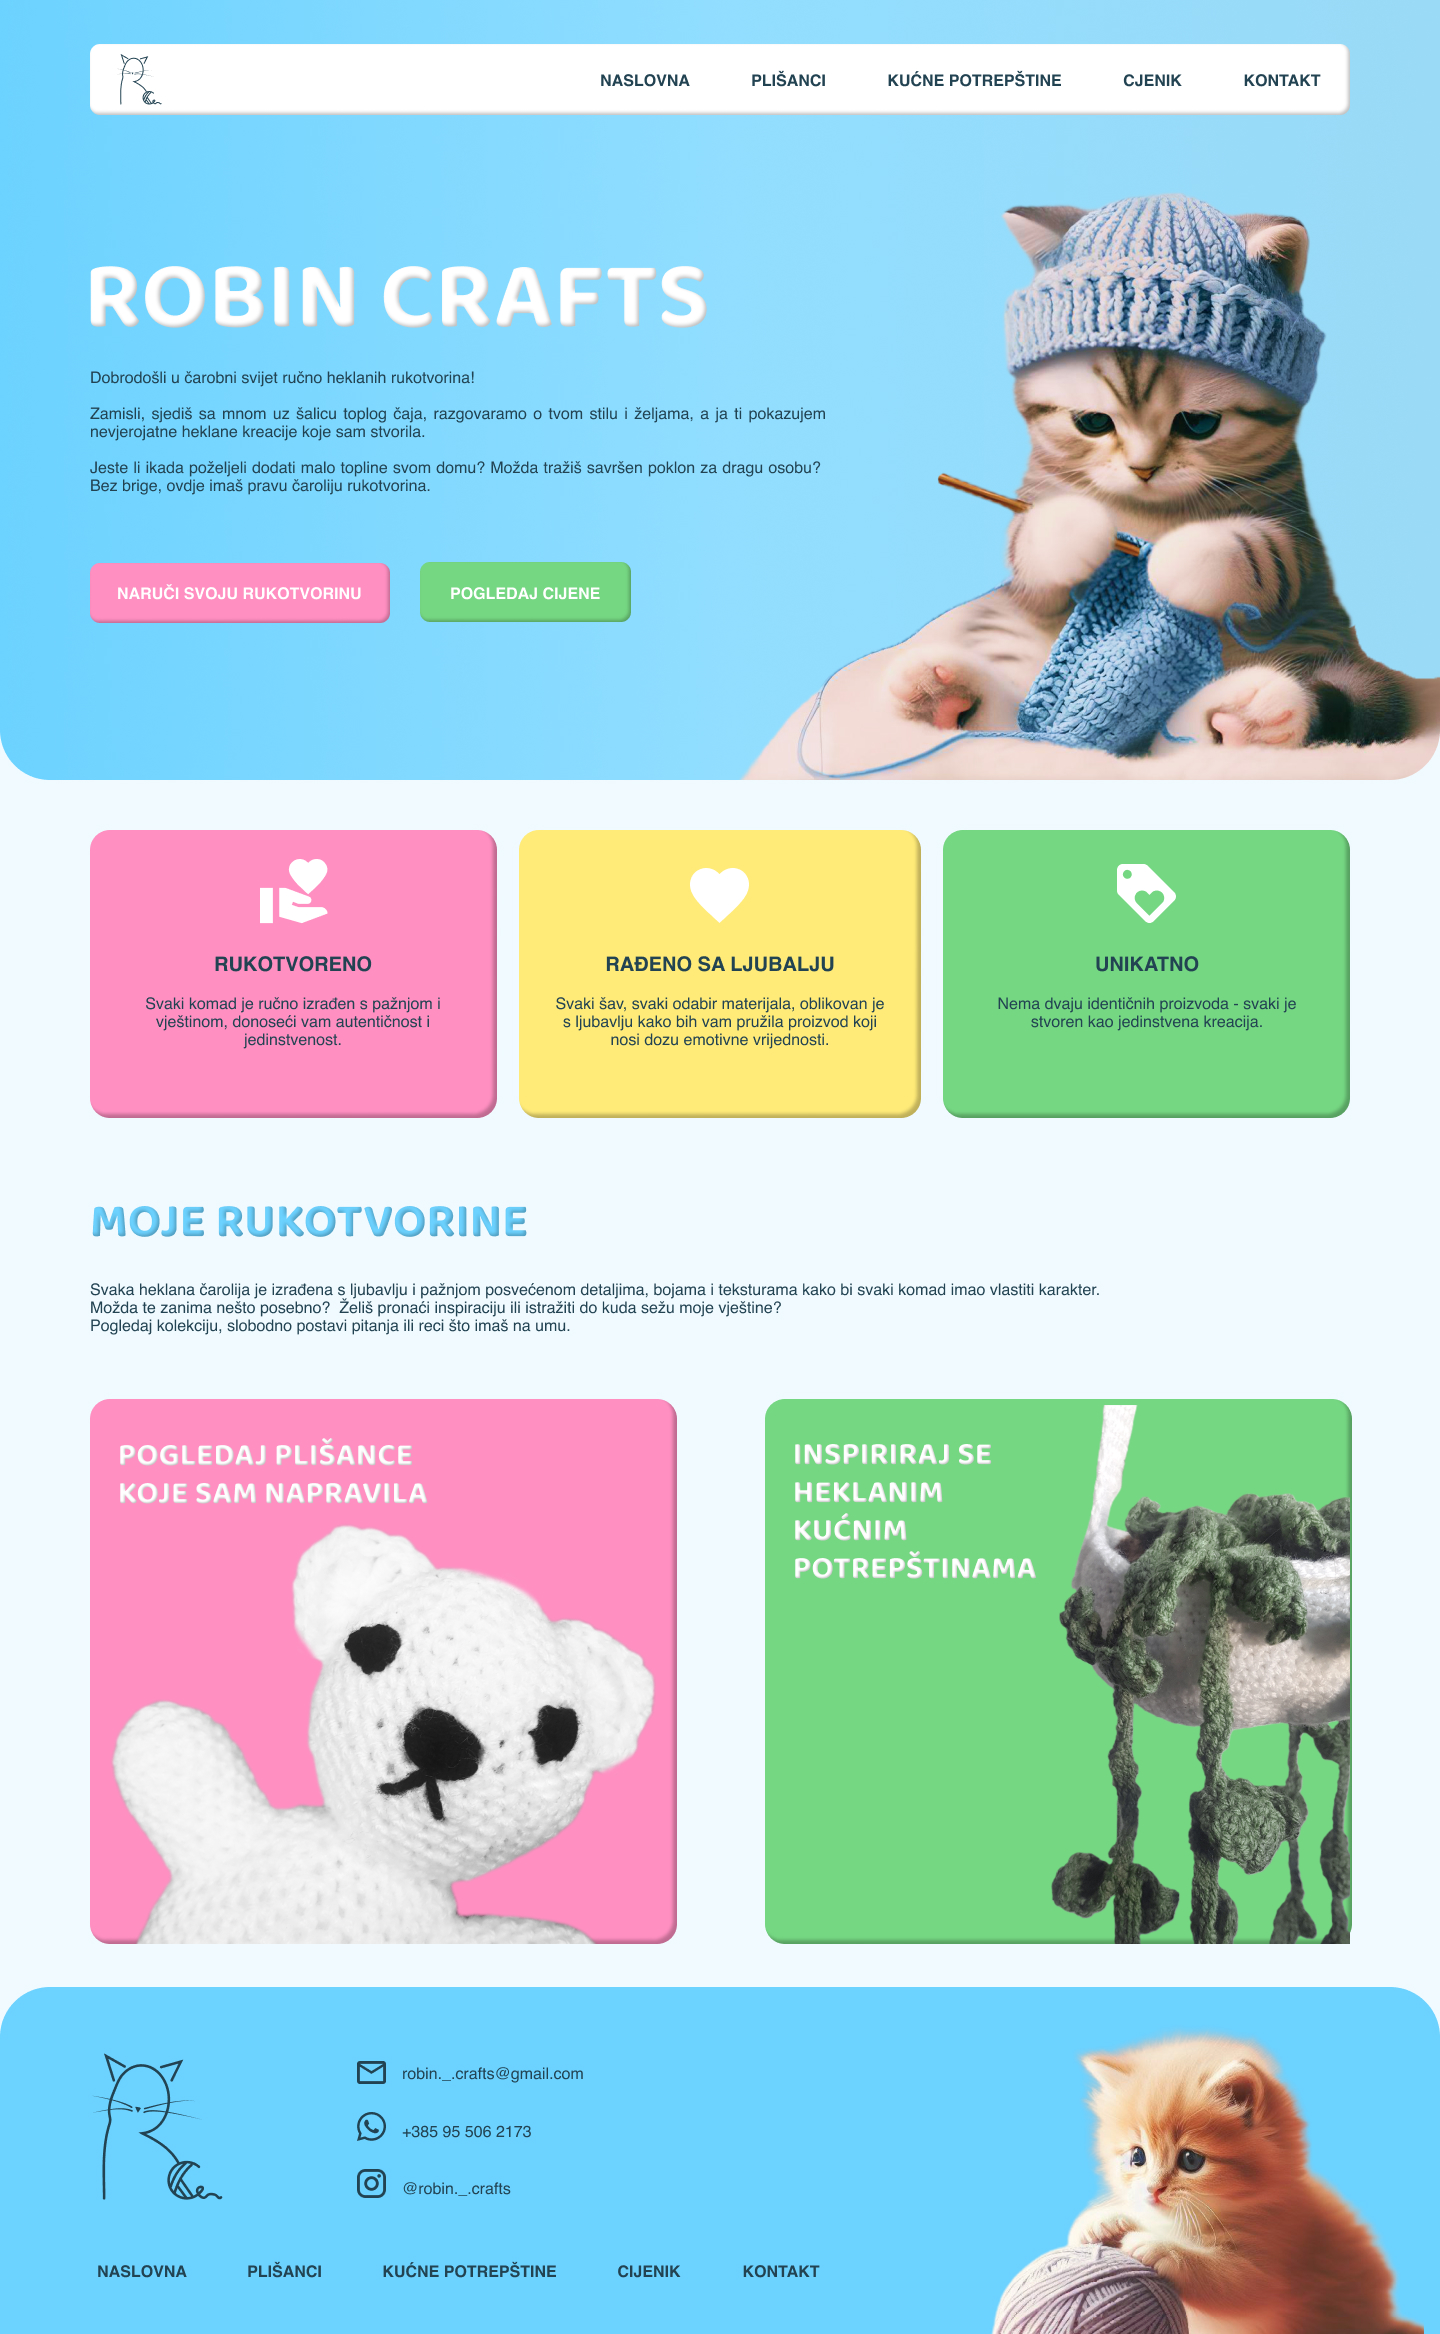 NASLOVNA PLIŠANCI KUĆNE POTREPŠTINE CJENIK KONTAKT
ROBIN CRAFTS
Dobrodošli u čarobni svijet ručno heklanih rukotvorina!
Zamisli, sjediš sa mnom uz šalicu toplog čaja, razgovaramo o tvom stilu i željama, a ja ti pokazujem
nevjerojatne heklane kreacije koje sam stvorila.
Jeste li ikada poželjeli dodati malo topline svom domu? Možda tražiš savršen poklon za dragu osobu?
Bez brige, ovdje imaš pravu čaroliju rukotvorina.
NARUČI SVOJU RUKOTVORINU
POGLEDAJ CIJENE
RUKOTVORENO
Svaki komad je ručno izrađen s pažnjom i
vještinom, donoseći vam autentičnost i
jedinstvenost.
RAĐENO SA LJUBALJU
Svaki šav, svaki odabir materijala, oblikovan je
s ljubavlju kako bih vam pružila proizvod koji
nosi dozu emotivne vrijednosti.
UNIKATNO
Nema dvaju identičnih proizvoda - svaki je
stvoren kao jedinstvena kreacija.
MOJE RUKOTVORINE
Svaka heklana čarolija je izrađena s ljubavlju i pažnjom posvećenom detaljima, bojama i teksturama kako bi svaki komad imao vlastiti karakter.
Možda te zanima nešto posebno?  Želiš pronaći inspiraciju ili istražiti do kuda sežu moje vještine?
Pogledaj kolekciju, slobodno postavi pitanja ili reci što imaš na umu.
POGLEDAJ PLIŠANCE
KOJE SAM NAPRAVILA
INSPIRIRAJ SE
HEKLANIM
KUĆNIM
POTREPŠTINAMA
robin._.crafts@gmail.com
+385 95 506 2173
@robin._.crafts
NASLOVNA PLIŠANCI KUĆNE POTREPŠTINE CIJENIK KONTAKT